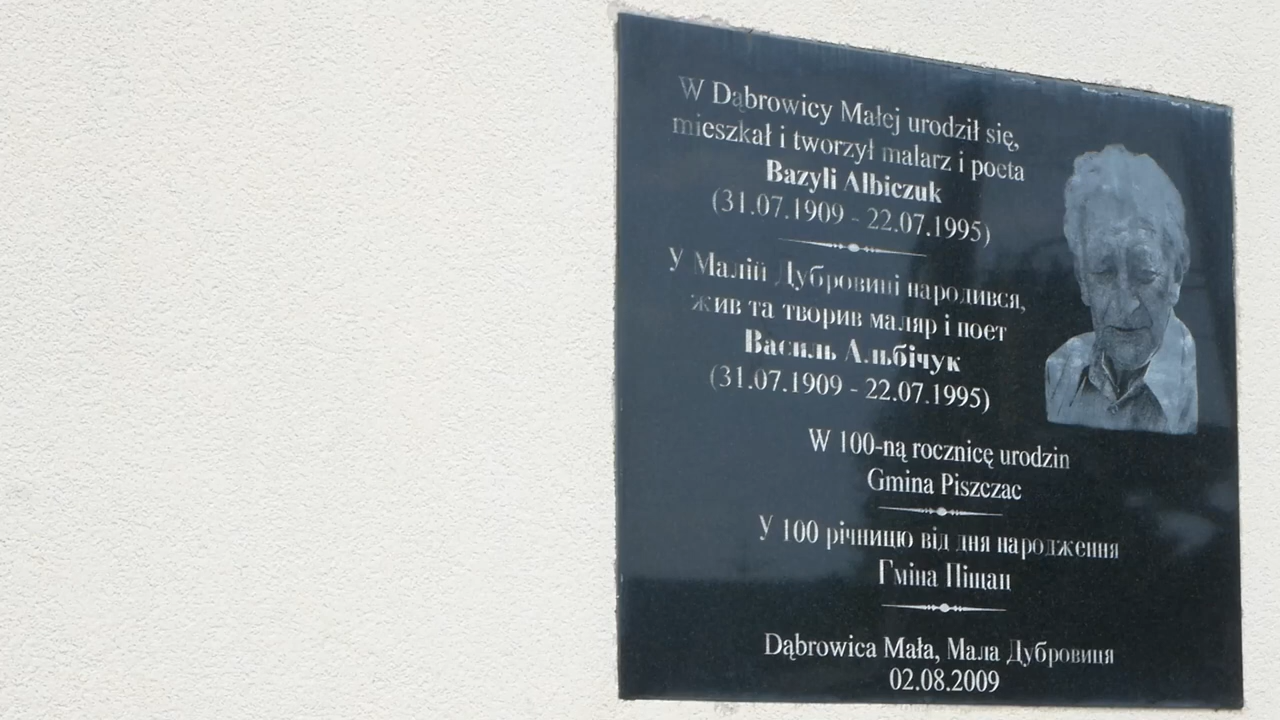 W Dąbrowicy Małej urodził się,
mieszkał i tworzył malarz i poeta
Bazyli Albiczuk
(31.07.1909 - 22.07.1995)
У Малій Дубровиці народився,
жив та творив маляр і поет
Василь Альбічук
(31.07.1909 - 22.07.1995)
W 100-ną rocznicę urodzin
Gmina Piszczac
У 100 річницю від дня народження
Гміна Піщац
Dąbrowica Mała, Мала Дубровиця
02.08.2009